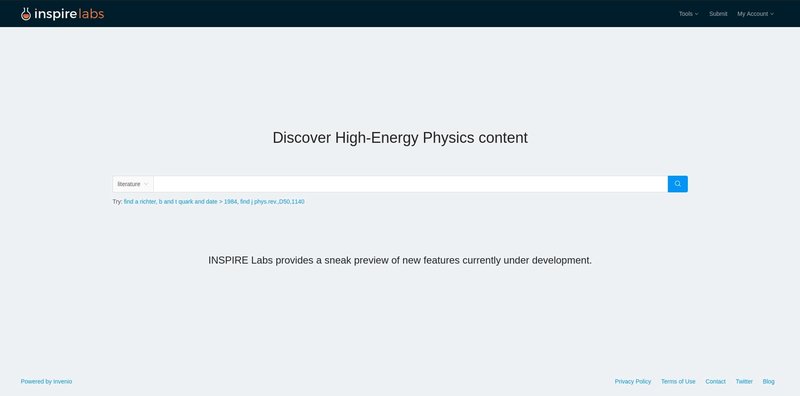 inspire labs
Tools Submit My Account
Discover High-Energy Physics content
literature
Try: find a richter, b and t quark and date > 1984, find j phys.rev.,D50,1140
INSPIRE Labs provides a sneak preview of new features currently under development.
Powered by Invenio Privacy Policy Terms of Use Contact Twitter Blog